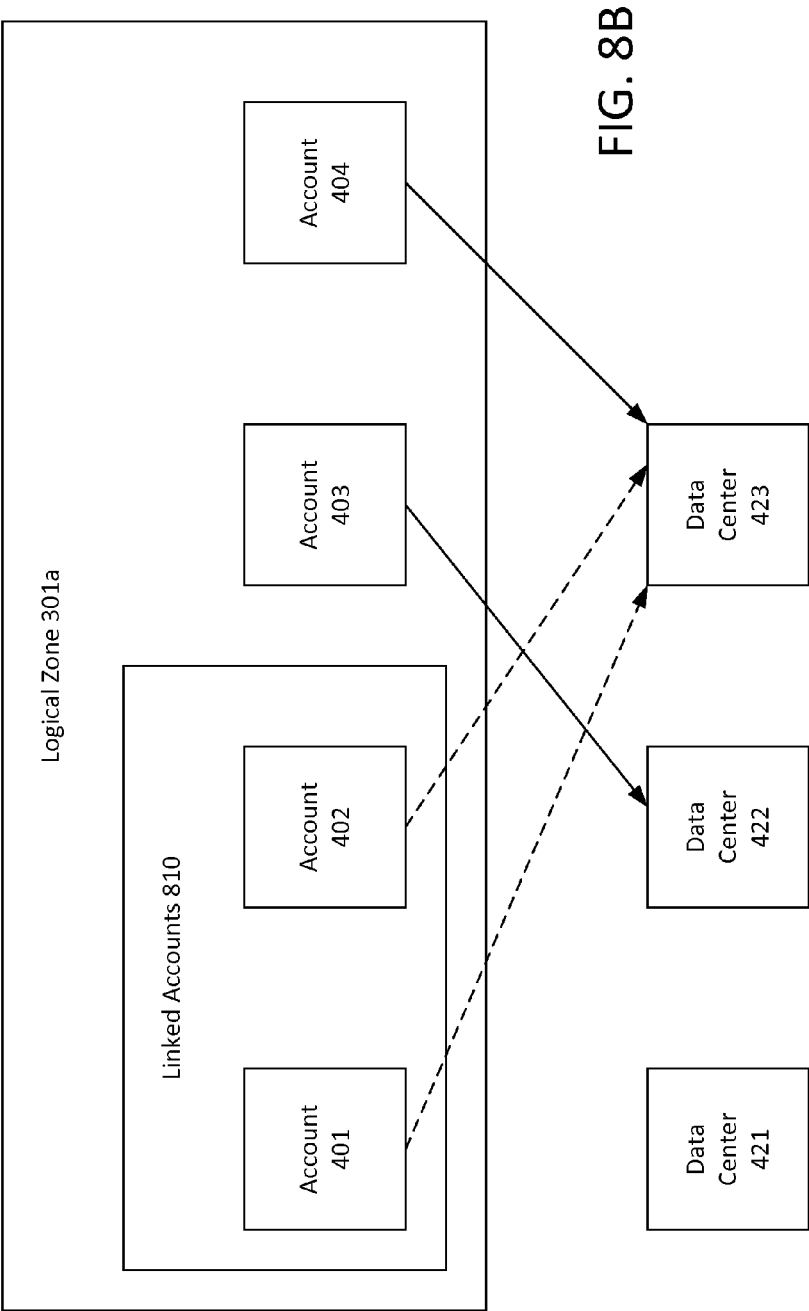 Logical Zone 301a
Linked Accounts 810
Account
401
Account
402
Account
403
Account
404
Data
Center
421
Data
Center
422
Data
Center
423
FIG. 8B